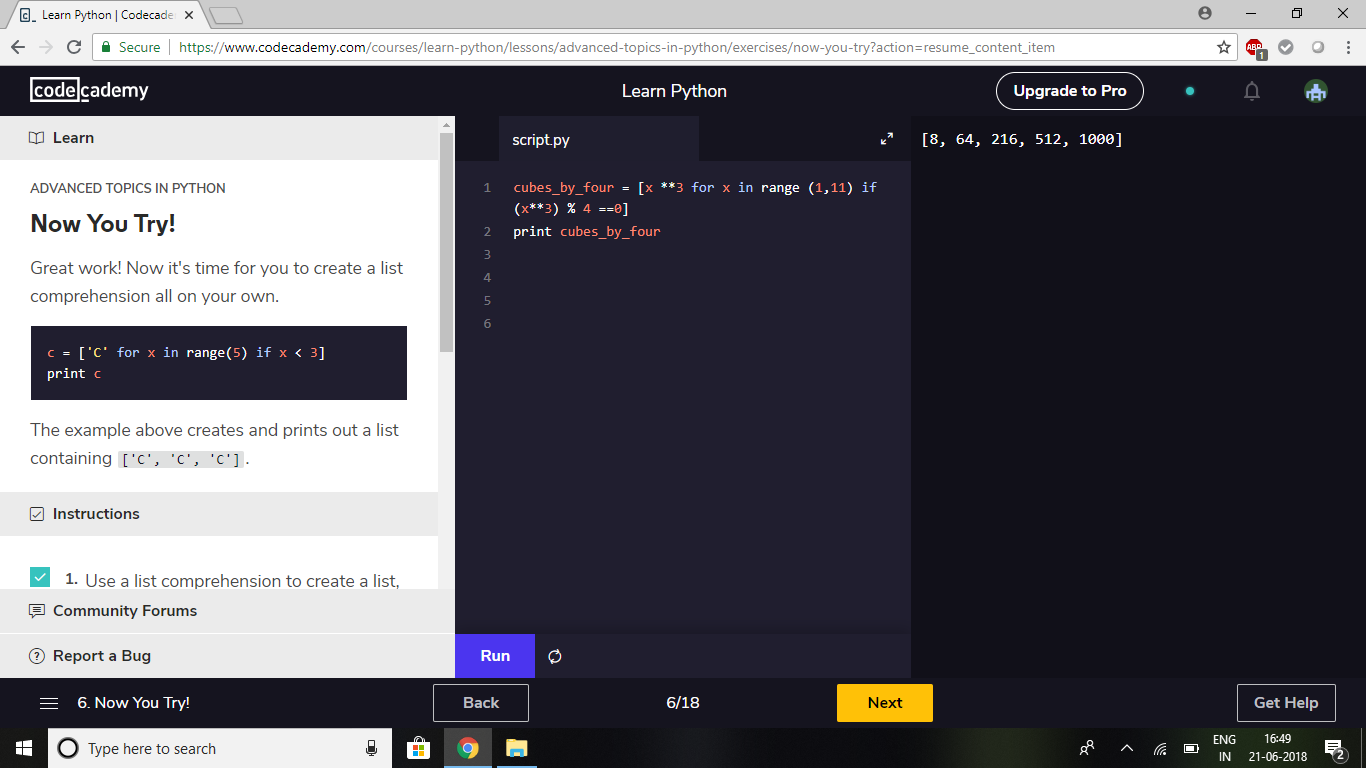 Learn Python | Codecade
Secure https://www.codecademy.com/courses/learn-python/lessons/advanced-topics-in-python/exercises/now-you-try?action=resume_content_item
ABP
1
codecademy
Learn Python
Upgrade to Pro
Learn
ADVANCED TOPICS IN PYTHON
Now You Try!
Great work! Now it's time for you to create a list
comprehension all on your own.
c = ['C' for x in range(5) if x < 3]
print c
The example above creates and prints out a list
containing ['C', 'C', 'C'].
Instructions
1. Use a list comprehension to create a list,
Community Forums
Report a Bug
script.py
1 cubes_by_four = [x **3 for x in range (1,11) if
(x**3) % 4 ==0]
2 print cubes_by_four
3
4
5
6
[8, 64, 216, 512, 1000]
Run
6. Now You Try!
Back
6/18
Next
Get Help
Type here to search
ENG
IN
16:49
21-06-2018
2